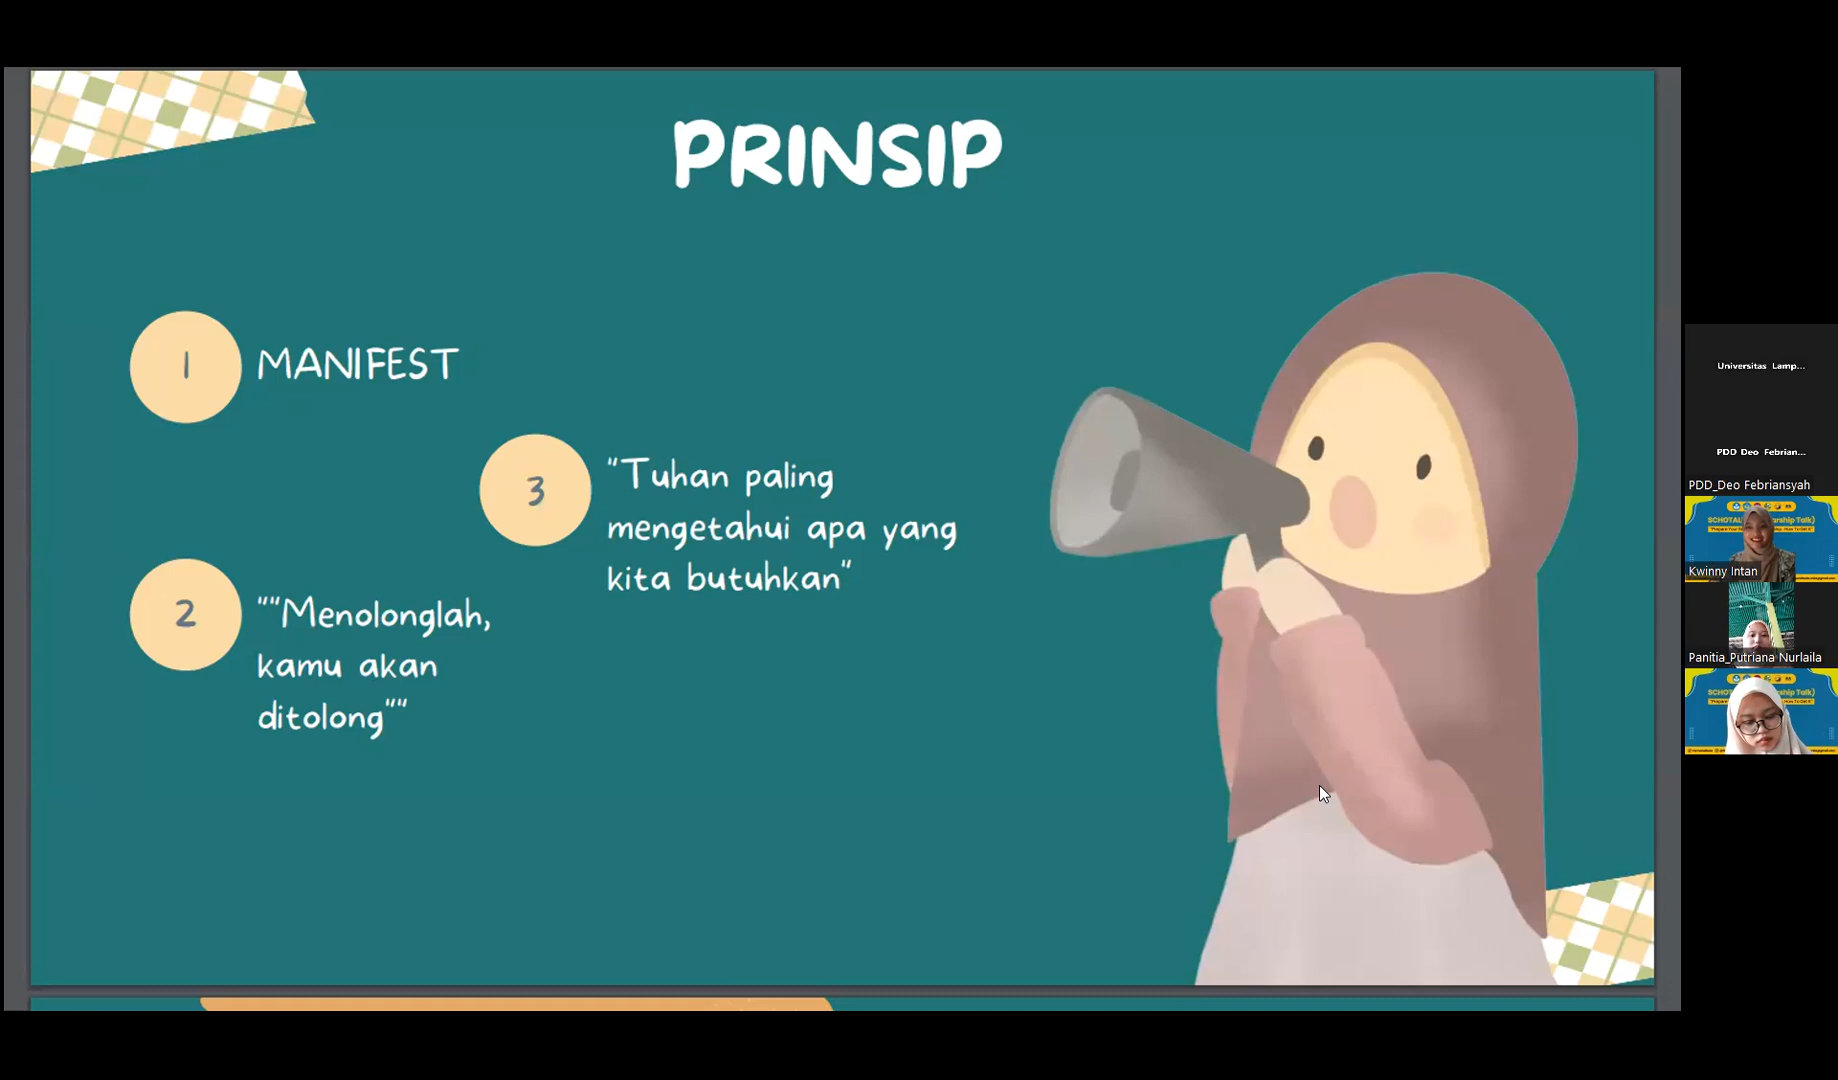 PRINSIP
1
MANIFEST
2
""Menolonglah,
kamu akan
ditolong""
3
"Tuhan paling
mengetahui apa yang
kita butuhkan"
Universitas Lamp...
PDD Deo Febrian...
PDD_Deo Febriansyah
Kwinny Intan
Panitia_Putriana Nurlaila